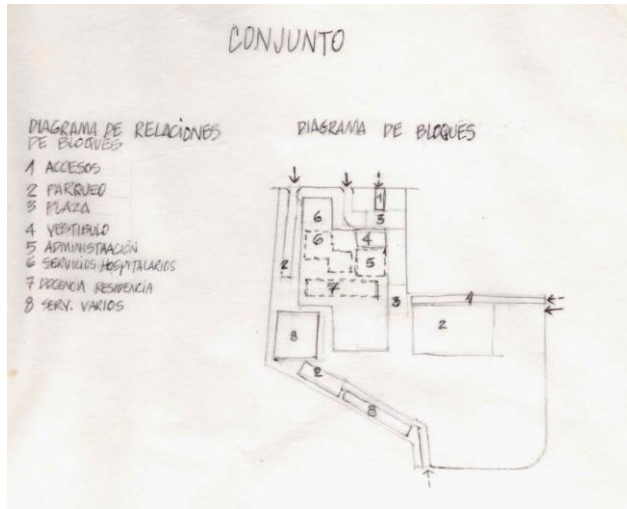 CONJUNTO
DIAGRAMA DE RELACIONES
DE BLOQUES
1 ACCESOS
2 PARQUEO
3 PLAZA
4 VESTIBULO
5 ADMINISTRACIÓN
6 SERVICIOS HOSPITALARIOS
7 DOCENCIA RESIDENCIA
8 SERV. VARIOS
DIAGRAMA DE BLOQUES
1
6
3
6
4
5
2
7
3
1
2
8
2
8